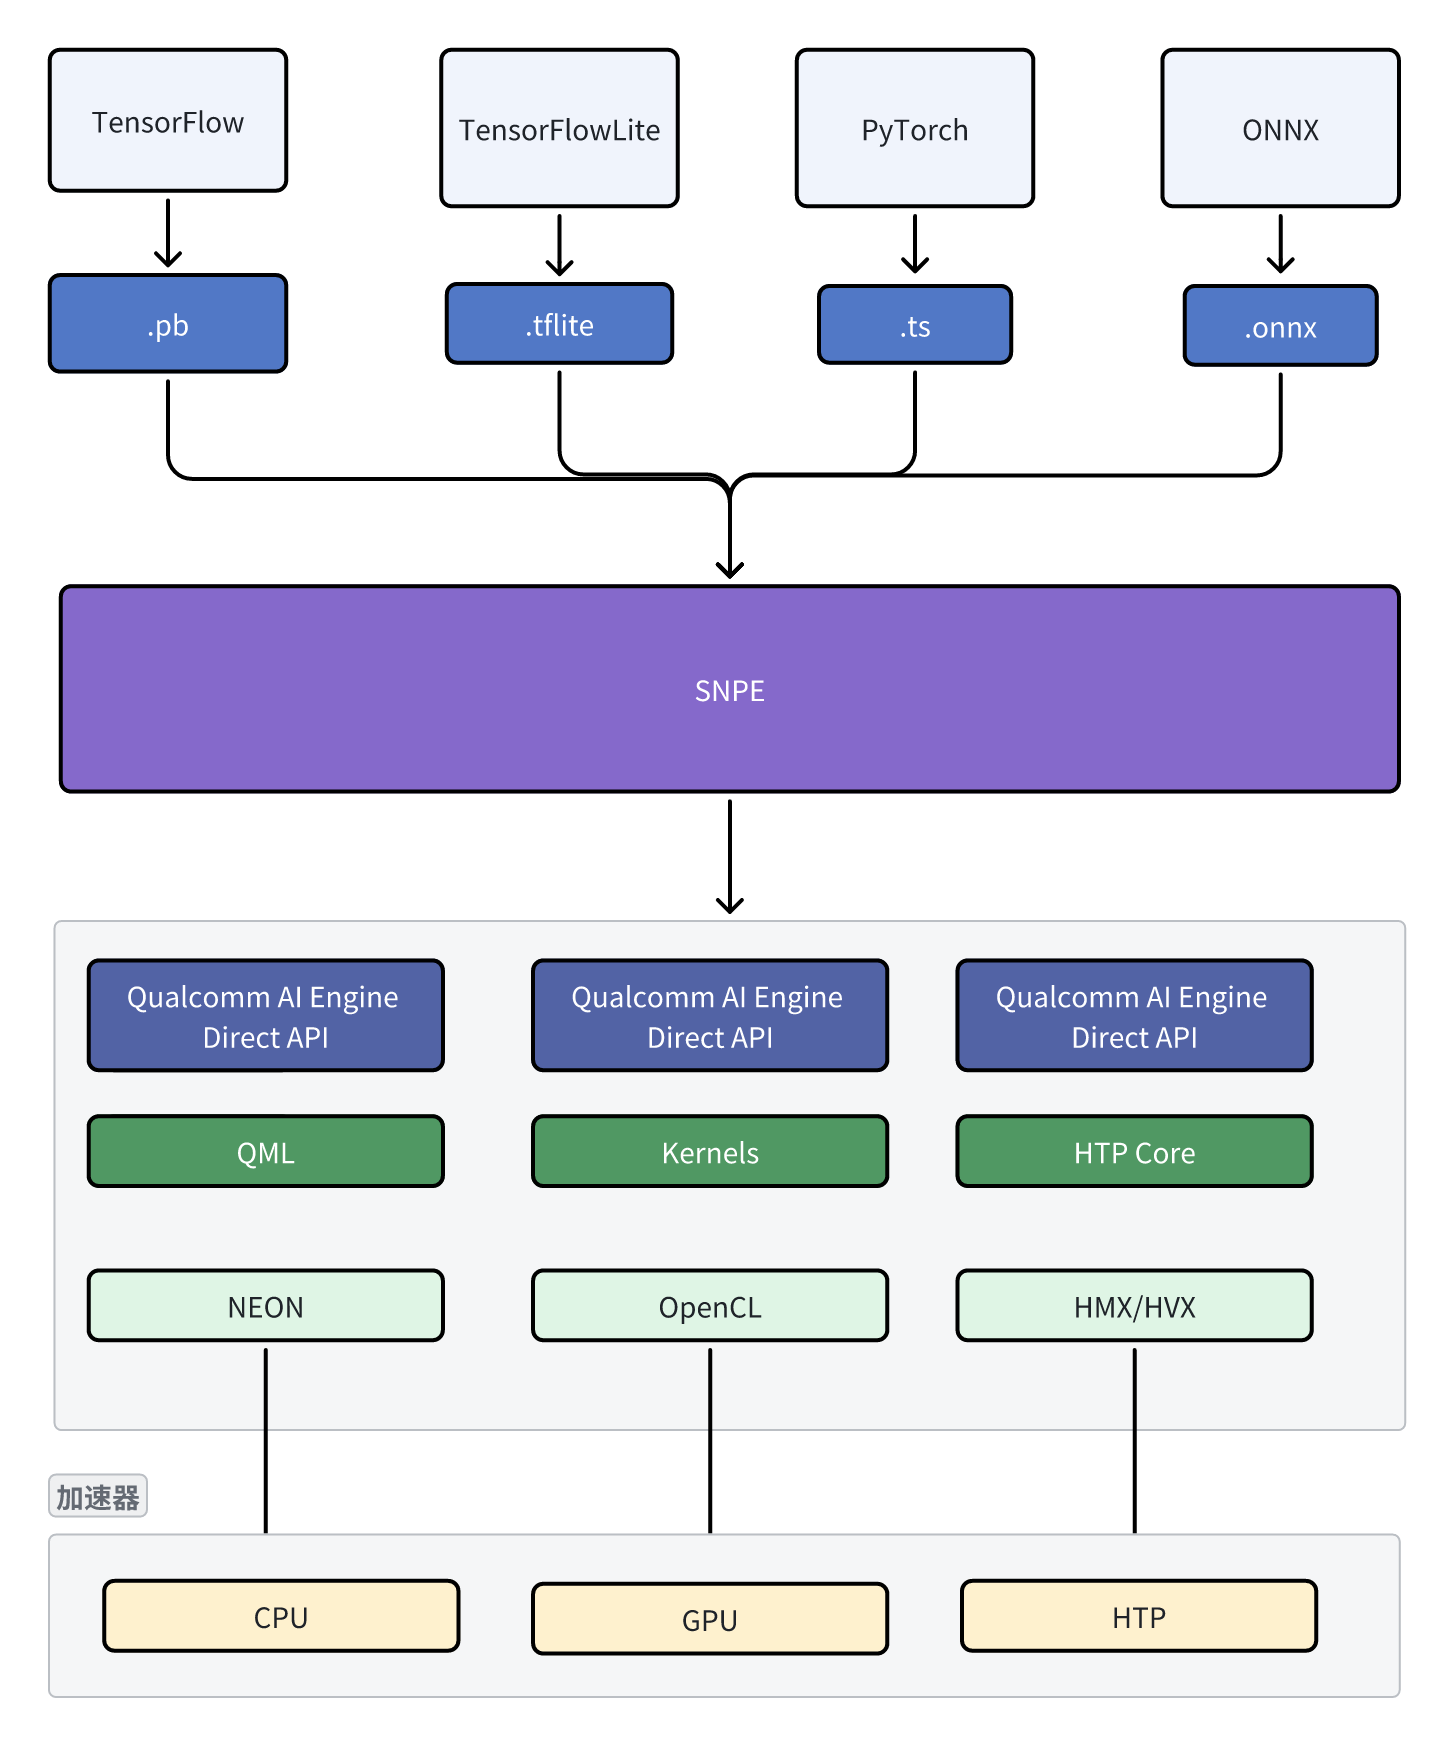 TensorFlow
TensorFlowLite
PyTorch
ONNX
.pb
.tflite
.ts
.onnx
SNPE
Qualcomm AI Engine
Direct API
Qualcomm AI Engine
Direct API
Qualcomm AI Engine
Direct API
QML
Kernels
HTP Core
NEON
OpenCL
HMX/HVX
加速器
CPU
GPU
HTP